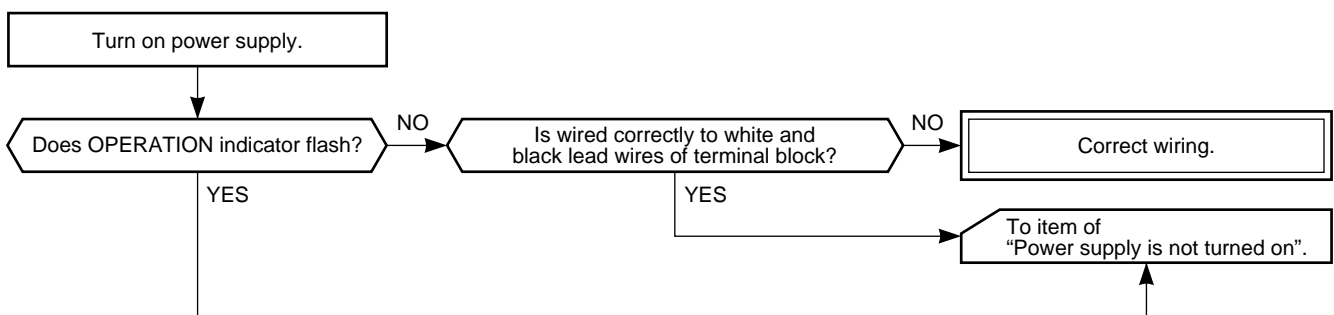 Turn on power supply.
Does OPERATION indicator flash?
NO
Is wired correctly to white and
black lead wires of terminal block?
NO
Correct wiring.
YES
YES
To item of
“Power supply is not turned on”.